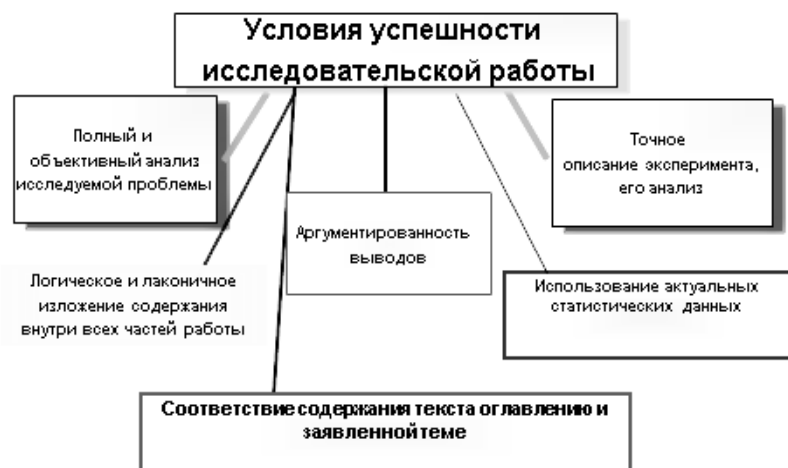 Условия успешности
исследовательской работы
Полный и
объективный анализ
исследуемой проблемы
Точное
описание эксперимента,
его анализ
Аргументированность
выводов
Логическое и лаконичное
изложение содержания
внутри всех частей работы
Использование актуальных
статистических данных
Соответствие содержания текста оглавлению и
заявленной теме